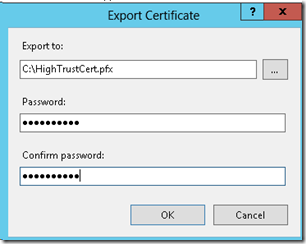 Export Certificate
?
x
Export to:
C:\HighTrustCert.pfx
...
Password:
●●●●●●●●●●
Confirm password:
●●●●●●●●●●
OK
Cancel